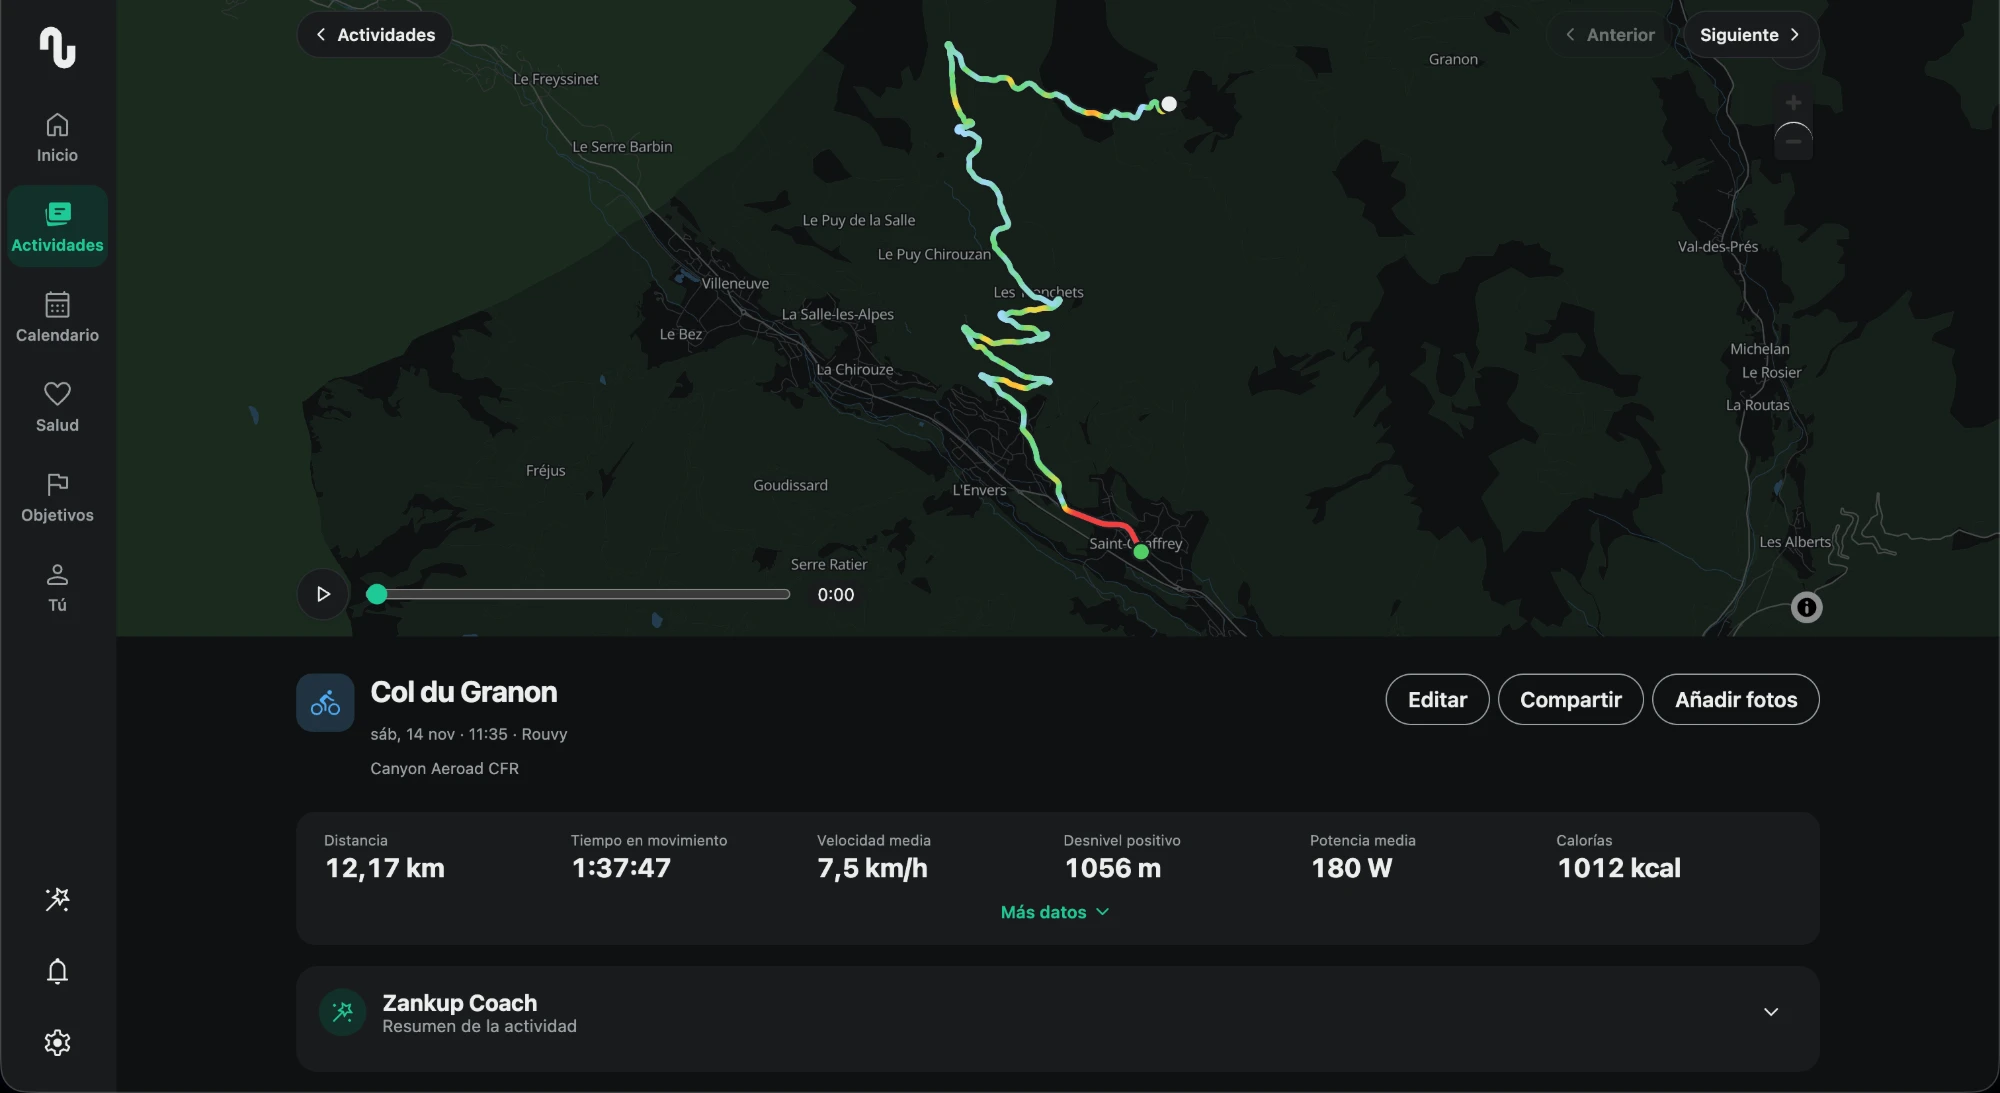 Actividades
Anterior
Siguiente
Granon
Le Freyssinet
Inicio
Le Serre Barbin
Actividades
Le Puy de la Salle
Le Puy Chirouzan
Val-des-Prés
Villeneuve
La Salle-les-Alpes
Le Bez
Calendario
La Chirouze
Michelan
Le Rosier
La Routas
Salud
Fréjus
Goudissard
L'Envers
Objetivos
Les Alberts
Serre Ratier
0:00
Tú
Col du Granon
sáb, 14 nov · 11:35 · Rouvy
Canyon Aeroad CFR
Editar
Compartir
Añadir fotos
Distancia
12,17 km
Tiempo en movimiento
1:37:47
Velocidad media
7,5 km/h
Desnivel positivo
1056 m
Potencia media
180 W
Calorías
1012 kcal
Más datos
Zankup Coach
Resumen de la actividad